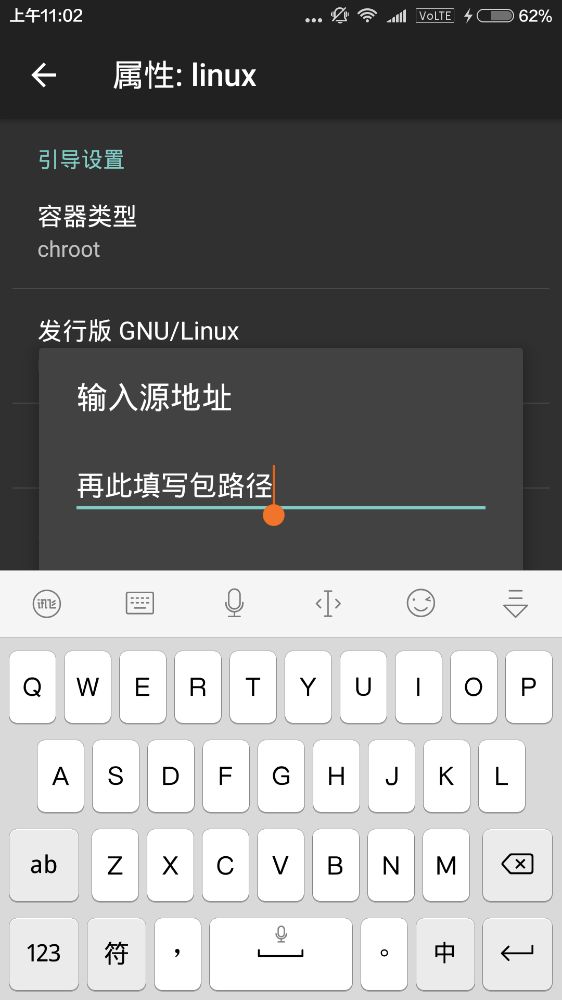 上午11:02
VoLTE
62%
属性: linux
引导设置
容器类型
chroot
发行版 GNU/Linux
输入源地址
再此填写包路径
Q W E R T Y U I O P
A S D F G H J K L
ab Z X C V B N M
123 符 , 。 中